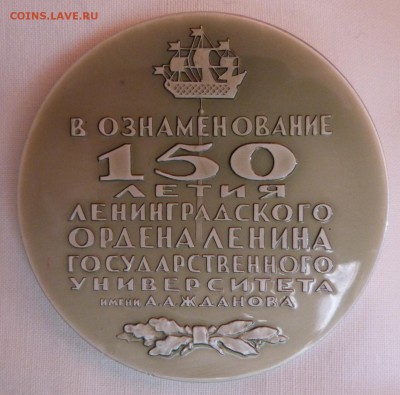 COINS.LAVE.RU
В ОЗНАМЕНОВАНИЕ
150
ЛЕТИЯ
ЛЕНИНГРАДСКОГО
ОРДЕНА ЛЕНИНА
ГОСУДАРСТВЕННОГО
УНИВЕРСИТЕТА
ИМЕНИ А.А.ЖДАНОВА